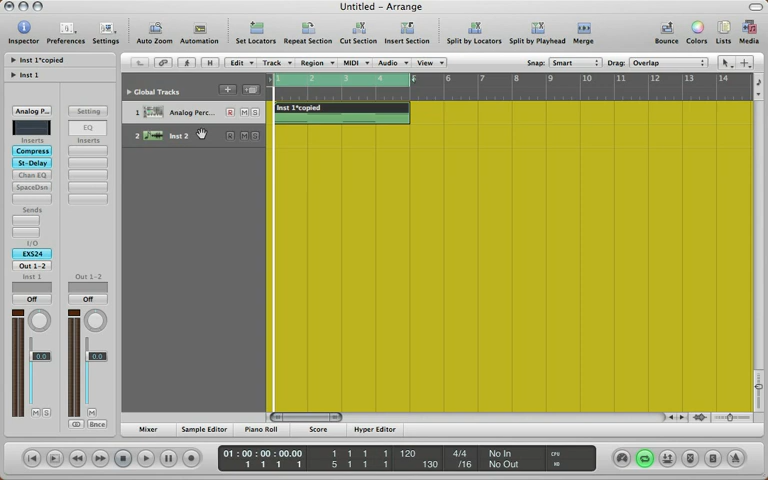 Untitled - Arrange
Inspector Preferences Settings Auto Zoom Automation Set Locators Repeat Section Cut Section Insert Section Split by Locators Split by Playhead Merge Bounce Colors Lists Media
Inst 1*copied
Inst 1
Edit Track Region MIDI Audio View Snap: Smart Drag: Overlap
Global Tracks
1 2 3 4 6 7 8 9 10 11 12 13 14
1 Analog Perc... R M S
Inst 1*copied
2 Inst 2 R M S
Analog P... Setting
EQ
Inserts Inserts
Compress
St-Delay
Chan EQ
SpaceDsn
Sends
I/O
EXS24
Out 1-2
Inst 1 Out 1-2
Off Off
0.0 0.0
M S M
Bnce
Mixer Sample Editor Piano Roll Score Hyper Editor
01 : 00 : 00 : 00.00 1 1 1 1 120 4/4 No In CPU
1 1 1 1 5 1 1 1 130 /16 No Out HD